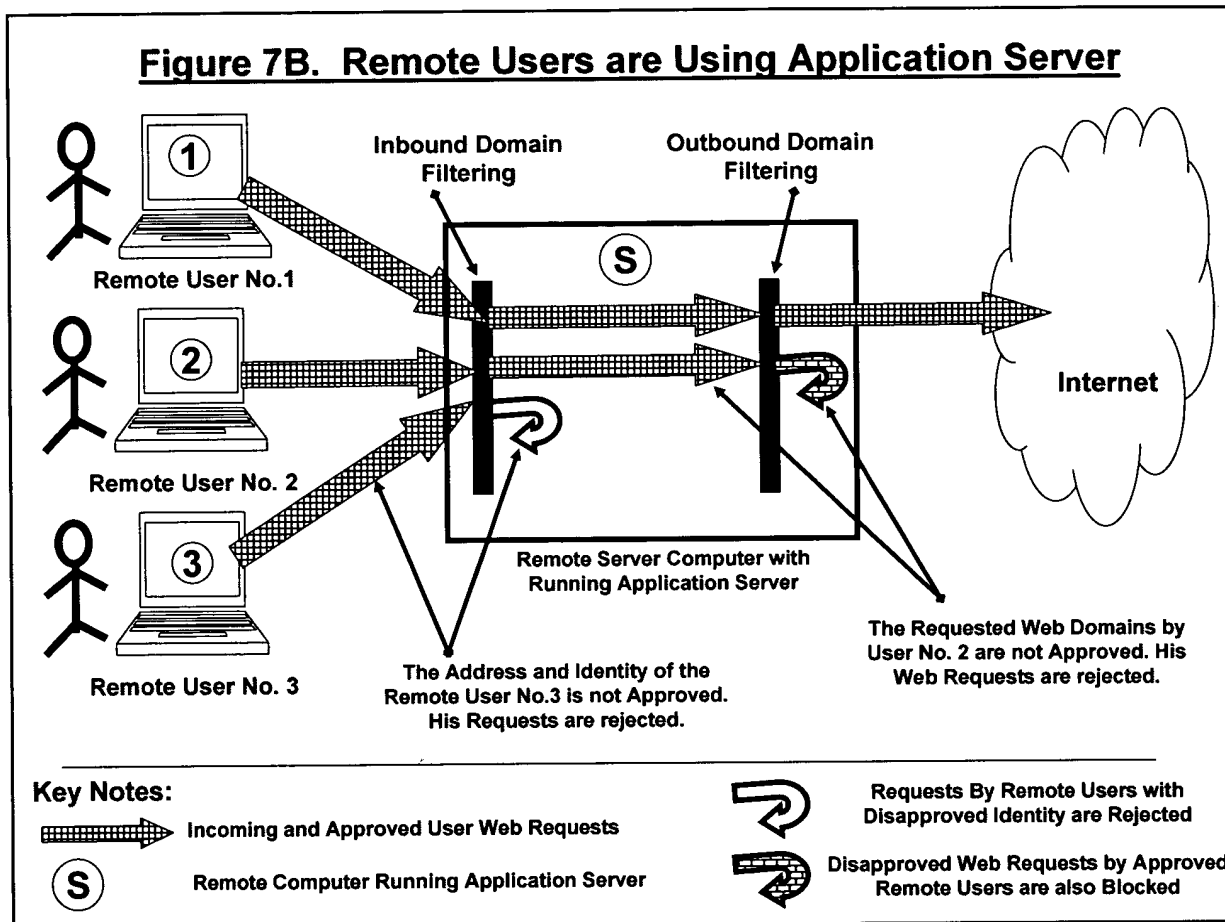 Figure 7B. Remote Users are Using Application Server
1
Remote User No.1
2
Remote User No. 2
3
Remote User No. 3
Inbound Domain
Filtering
Outbound Domain
Filtering
S
Internet
Remote Server Computer with
Running Application Server
The Address and Identity of the
Remote User No.3 is not Approved.
His Requests are rejected.
The Requested Web Domains by
User No. 2 are not Approved. His
Web Requests are rejected.
Key Notes:
Incoming and Approved User Web Requests
S
Remote Computer Running Application Server
Requests By Remote Users with
Disapproved Identity are Rejected
Disapproved Web Requests by Approved
Remote Users are also Blocked